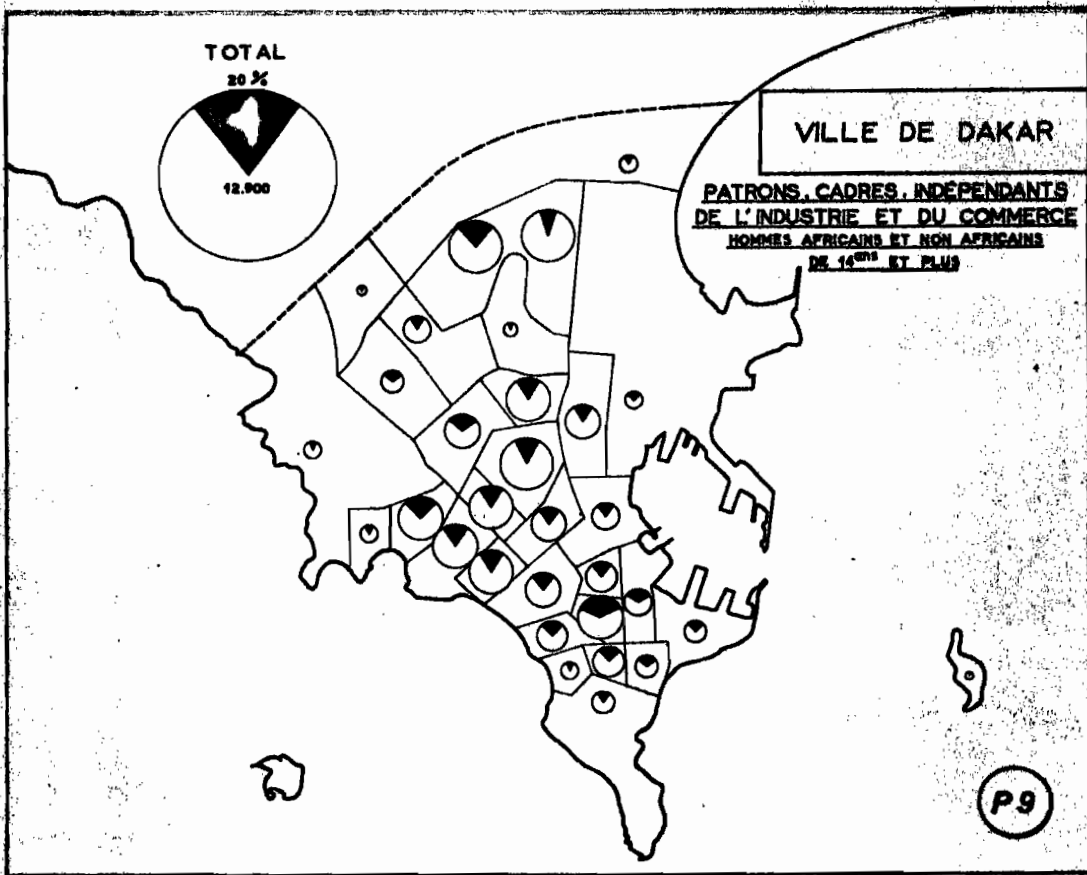 TOTAL
20 %
12.900
VILLE DE DAKAR
PATRONS, CADRES, INDÉPENDANTS
DE L'INDUSTRIE ET DU COMMERCE
HOMMES AFRICAINS ET NON AFRICAINS
DE 14ans ET PLUS
P9